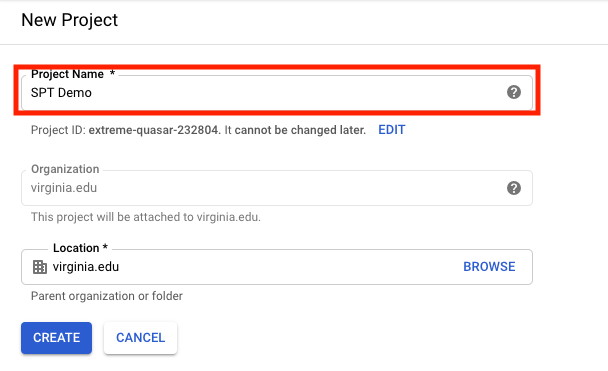 New Project
Project Name *
SPT Demo
Project ID: extreme-quasar-232804. It cannot be changed later. EDIT
Organization
virginia.edu
This project will be attached to virginia.edu.
Location *
virginia.edu BROWSE
Parent organization or folder
CREATE CANCEL